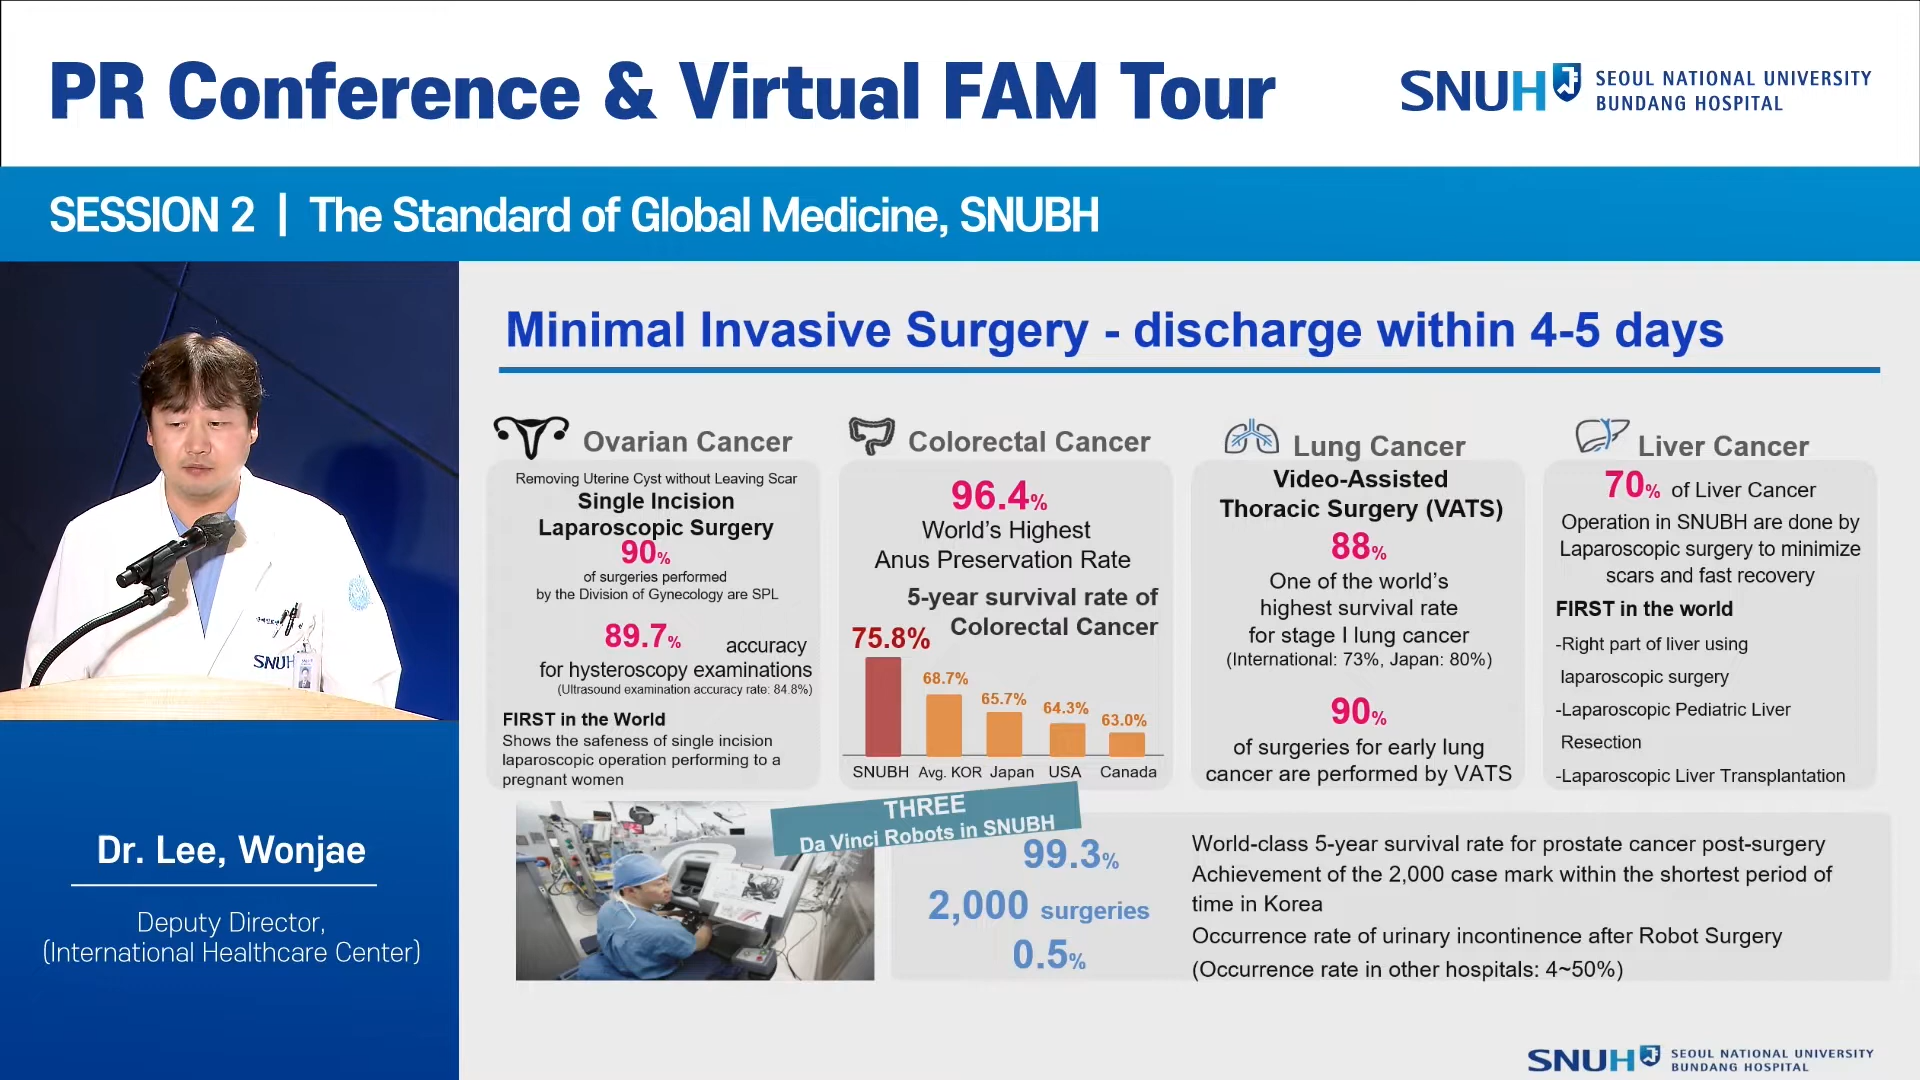 PR Conference & Virtual FAM Tour
SNUH
SEOUL NATIONAL UNIVERSITY
BUNDANG HOSPITAL
SESSION 2 | The Standard of Global Medicine, SNUBH
Minimal Invasive Surgery - discharge within 4-5 days
Ovarian Cancer
Removing Uterine Cyst without Leaving Scar
Single Incision
Laparoscopic Surgery
90%
of surgeries performed
by the Division of Gynecology are SPL
89.7% accuracy
for hysteroscopy examinations
(Ultrasound examination accuracy rate: 84.8%)
FIRST in the World
Shows the safeness of single incision
laparoscopic operation performing to a
pregnant women
Colorectal Cancer
96.4%
World's Highest
Anus Preservation Rate
5-year survival rate of
Colorectal Cancer
75.8%
68.7%
65.7%
64.3%
63.0%
SNUBH Avg. KOR Japan USA Canada
Lung Cancer
Video-Assisted
Thoracic Surgery (VATS)
88%
One of the world's
highest survival rate
for stage I lung cancer
(International: 73%, Japan: 80%)
90%
of surgeries for early lung
cancer are performed by VATS
Liver Cancer
70% of Liver Cancer
Operation in SNUBH are done by
Laparoscopic surgery to minimize
scars and fast recovery
FIRST in the world
-Right part of liver using
laparoscopic surgery
-Laparoscopic Pediatric Liver
Resection
-Laparoscopic Liver Transplantation
THREE
Da Vinci Robots in SNUBH
99.3%
2,000 surgeries
0.5%
World-class 5-year survival rate for prostate cancer post-surgery
Achievement of the 2,000 case mark within the shortest period of
time in Korea
Occurrence rate of urinary incontinence after Robot Surgery
(Occurrence rate in other hospitals: 4~50%)
SNUH
Dr. Lee, Wonjae
Deputy Director,
(International Healthcare Center)
SNUH
SEOUL NATIONAL UNIVERSITY
BUNDANG HOSPITAL